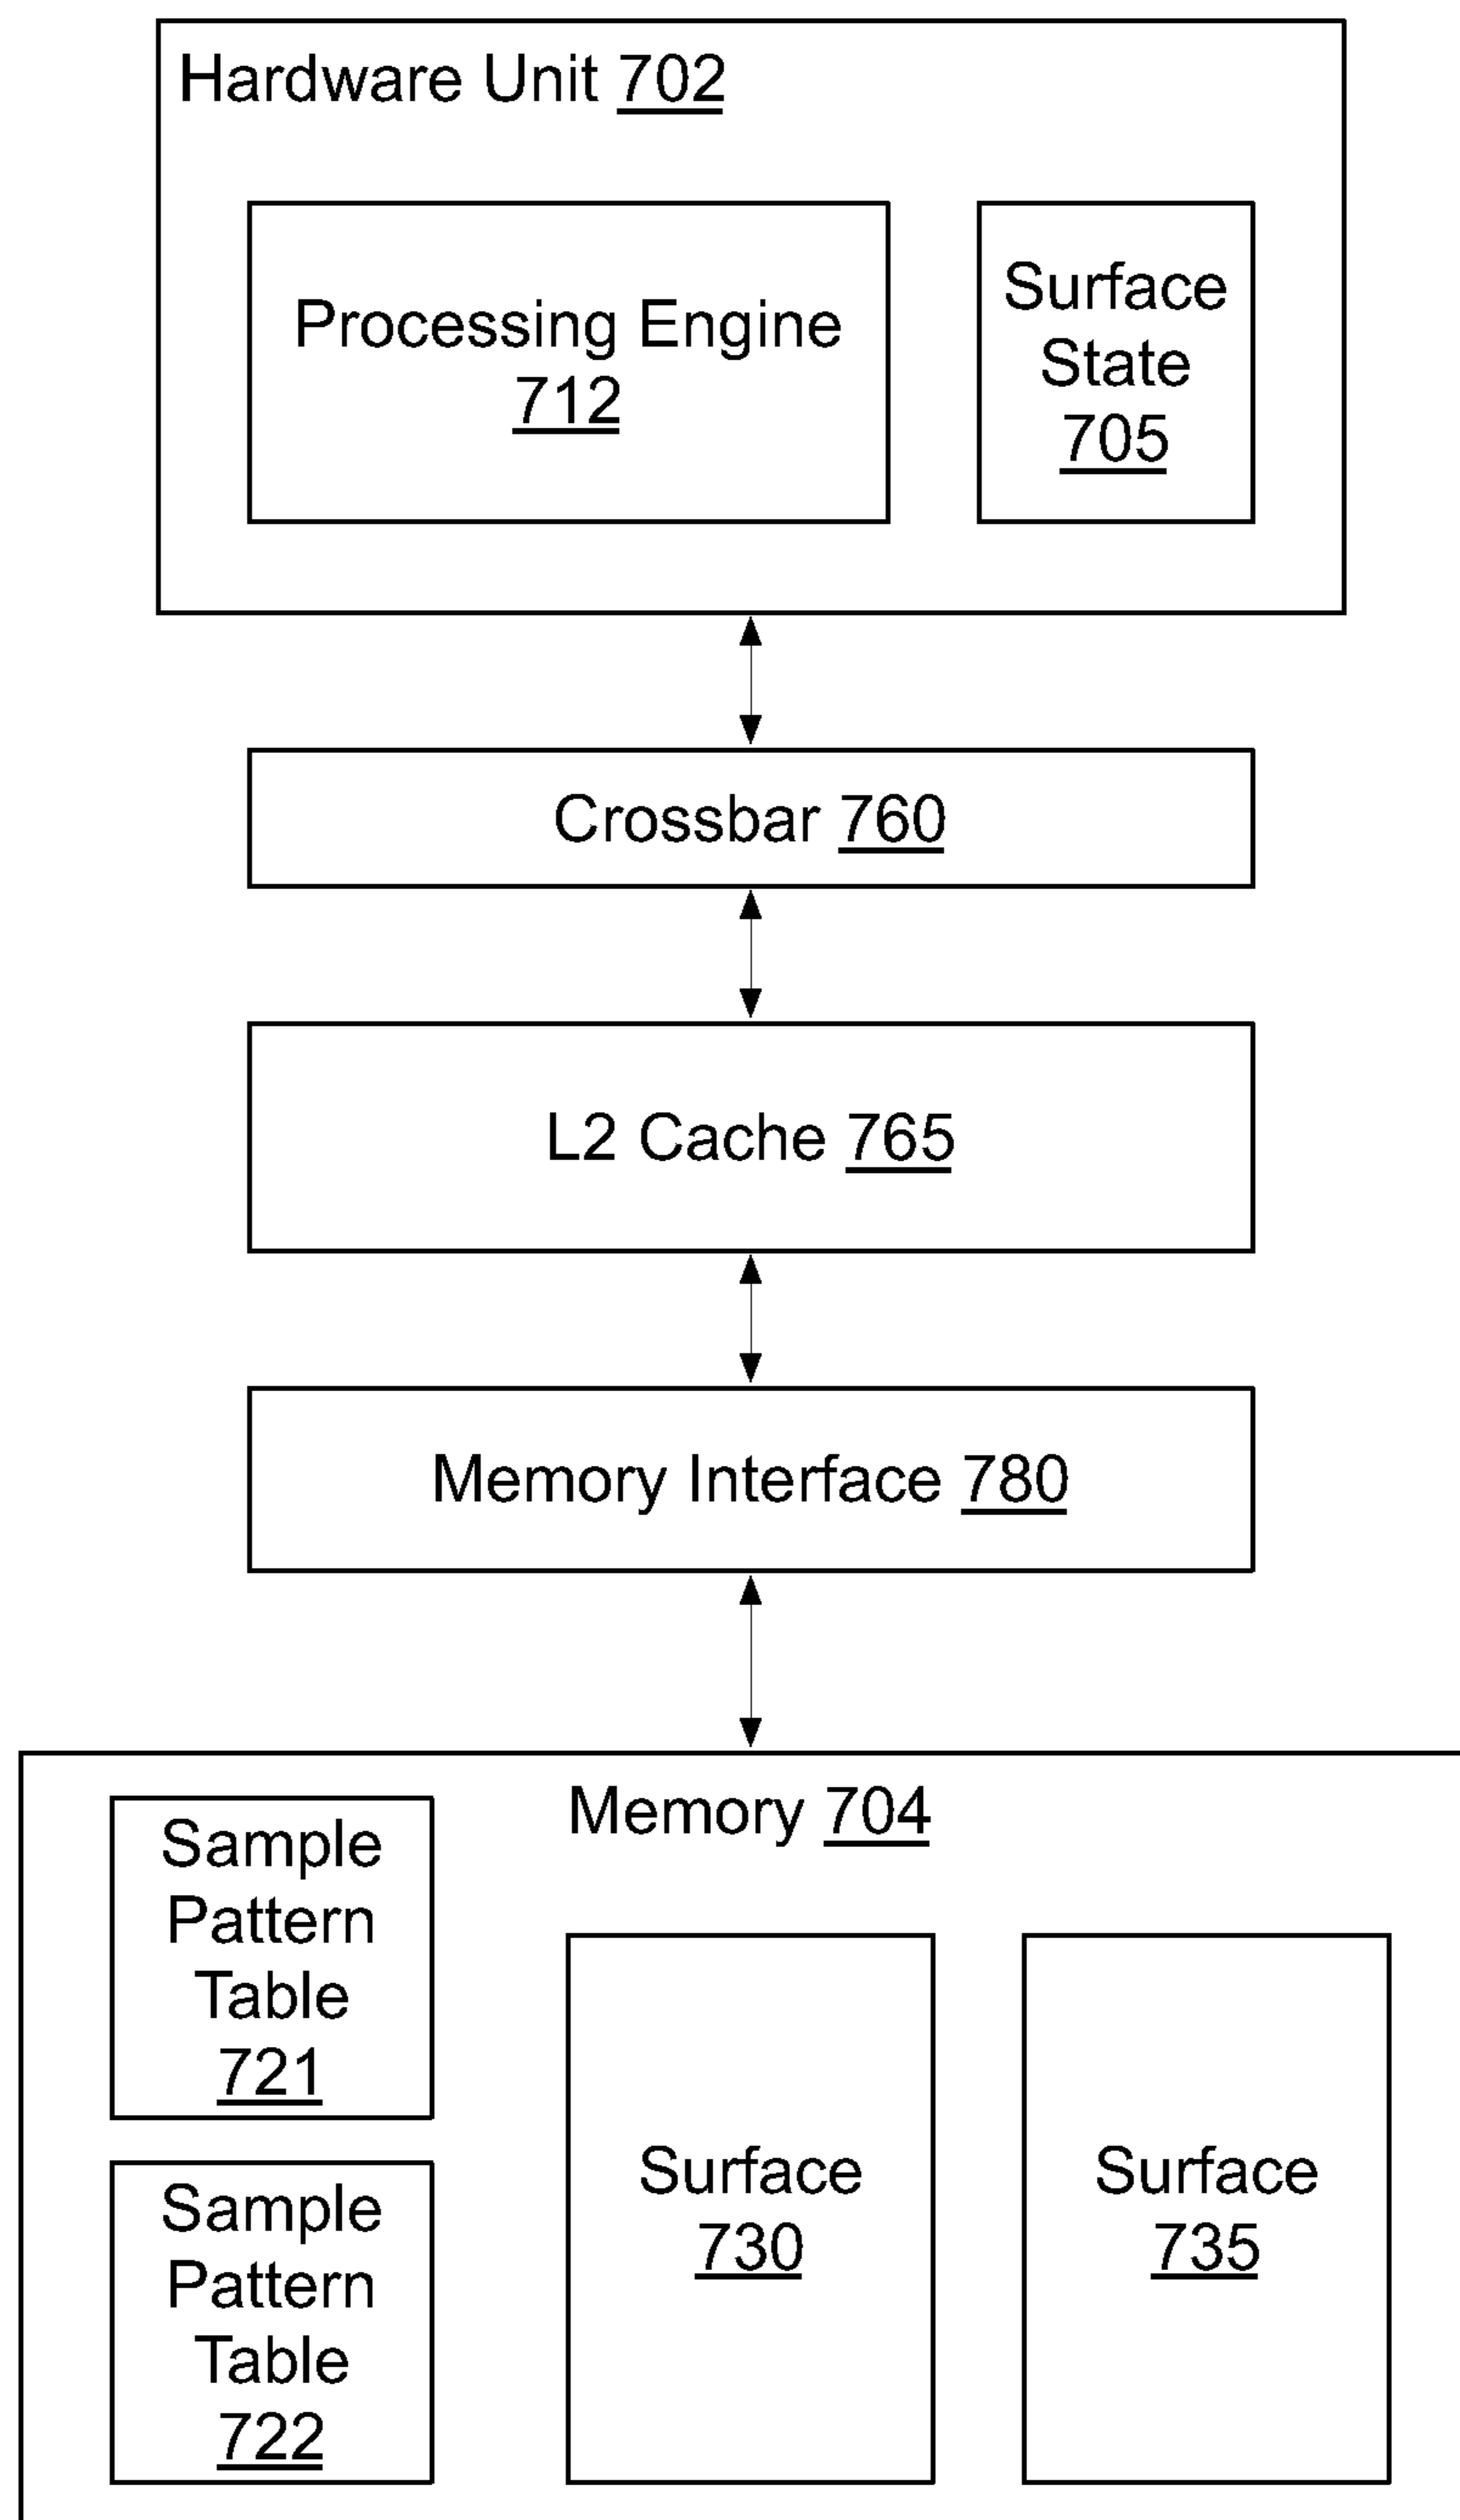 Hardware Unit 702
Processing Engine
712
Surface
State
705
Crossbar 760
L2 Cache 765
Memory Interface 780
Memory 704
Sample
Pattern
Table
721
Sample
Pattern
Table
722
Surface
730
Surface
735